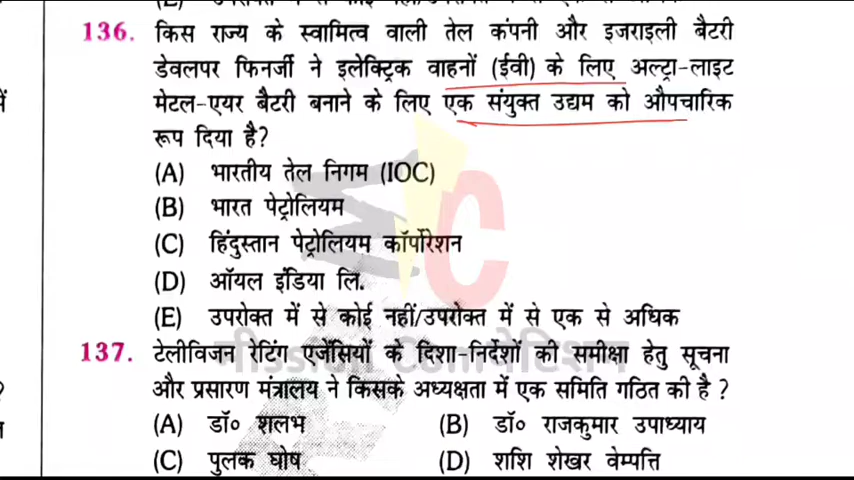 136. किस राज्य के स्वामित्व वाली तेल कंपनी और इजराइली बैटरी
डेवलपर फिनर्जी ने इलेक्ट्रिक वाहनों (ईवी) के लिए अल्ट्रा-लाइट
मेटल-एयर बैटरी बनाने के लिए एक संयुक्त उद्यम को औपचारिक
रूप दिया है?
(A) भारतीय तेल निगम (IOC)
(B) भारत पेट्रोलियम
(C) हिंदुस्तान पेट्रोलियम कॉर्पोरेशन
(D) ऑयल इंडिया लि.
(E) उपरोक्त में से कोई नहीं/उपरोक्त में से एक से अधिक
137. टेलीविजन रेटिंग एजेंसियों के दिशा-निर्देशों की समीक्षा हेतु सूचना
और प्रसारण मंत्रालय ने किसके अध्यक्षता में एक समिति गठित की है ?
(A) डॉ० शलभ (B) डॉ० राजकुमार उपाध्याय
(C) पुलक घोष (D) शशि शेखर वेम्पत्ति